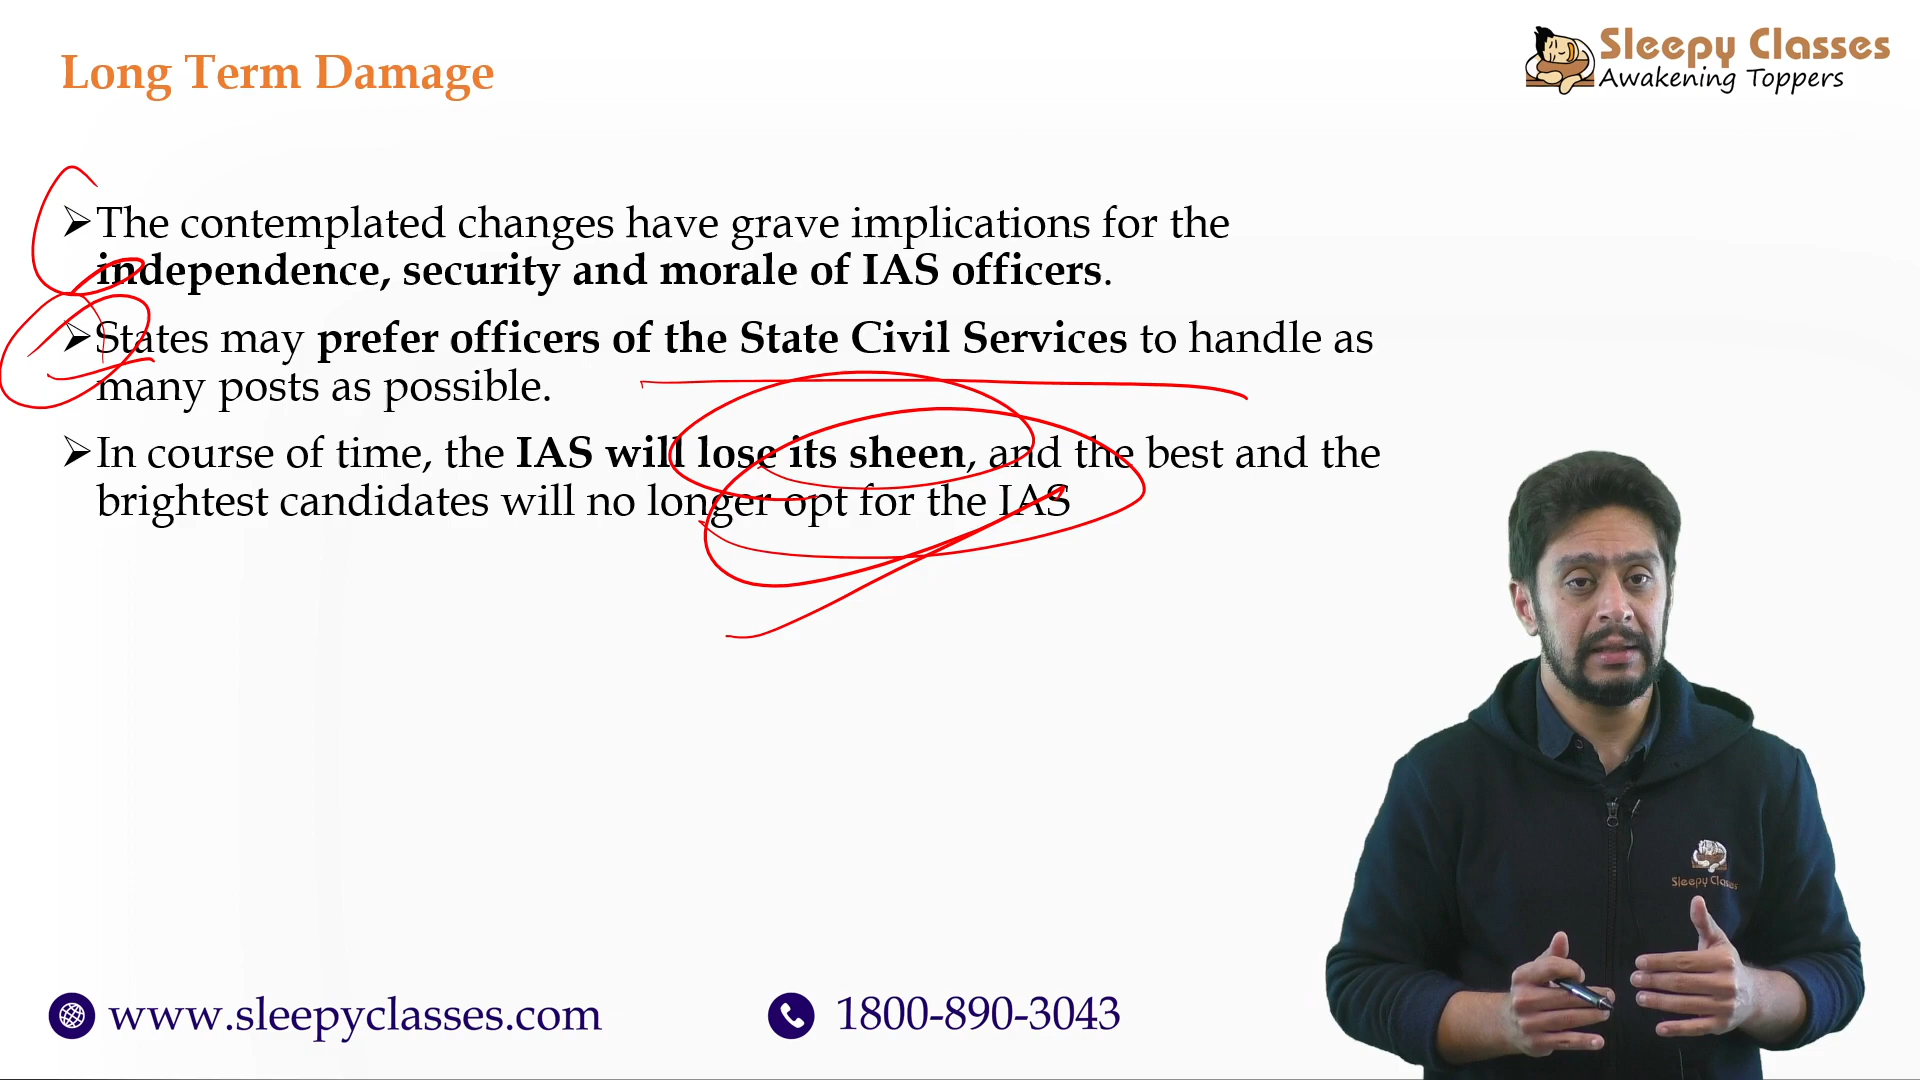 Long Term Damage
Sleepy Classes
Awakening Toppers
➢The contemplated changes have grave implications for the
independence, security and morale of IAS officers.
➢States may prefer officers of the State Civil Services to handle as
many posts as possible.
➢In course of time, the IAS will lose its sheen, and the best and the
brightest candidates will no longer opt for the IAS
Sleepy Classes
www.sleepyclasses.com
1800-890-3043